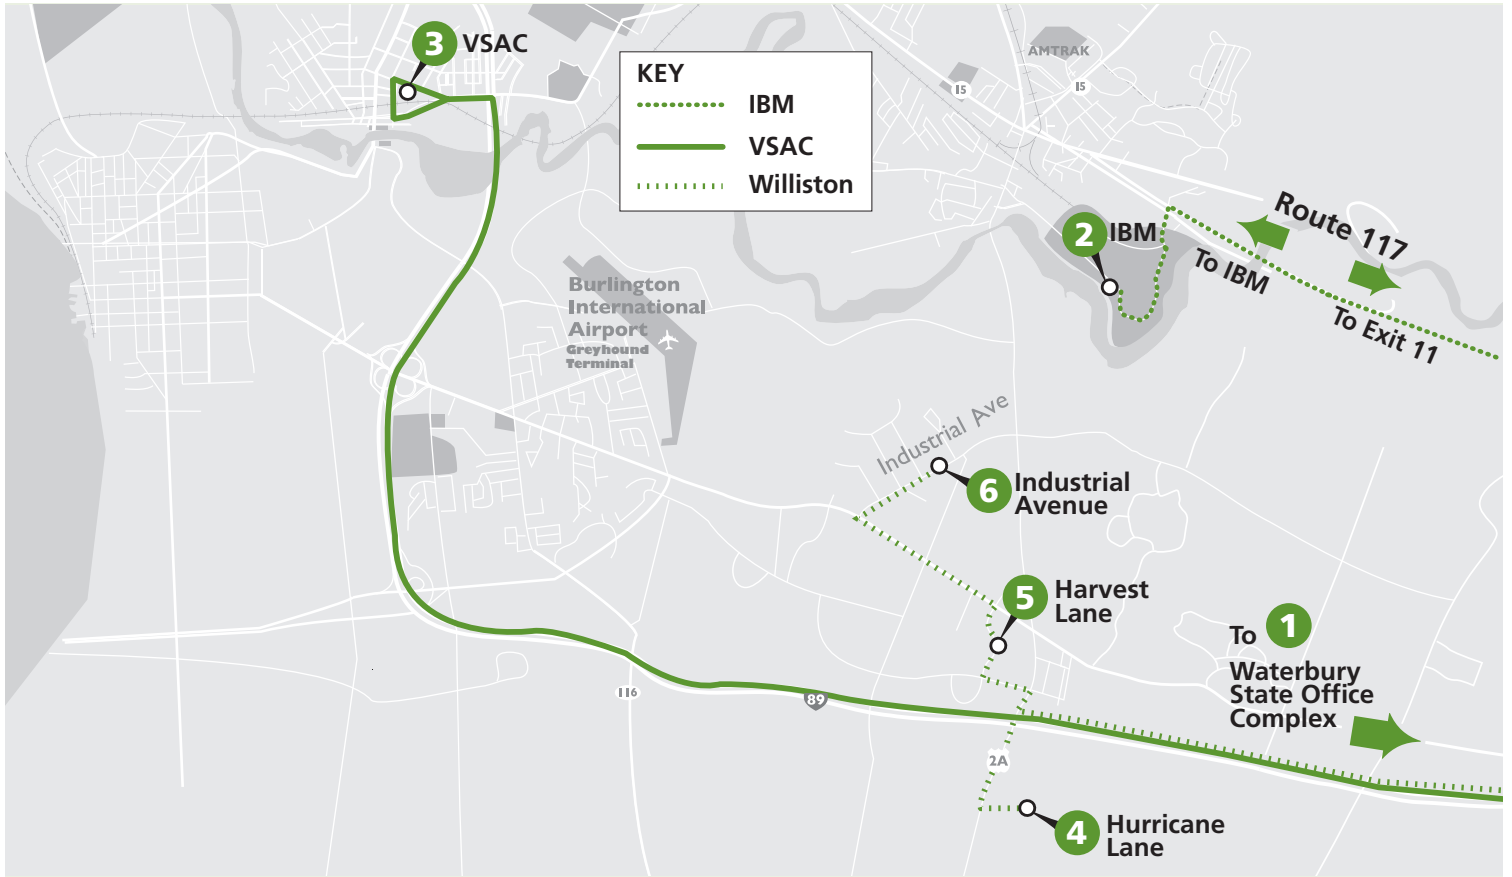 3 VSAC
KEY
IBM
VSAC
Williston
AMTRAK
15
15
2 IBM
Route 117
To IBM
To Exit 11
Burlington
International
Airport
Greyhound
Terminal
Industrial Ave
6 Industrial
Avenue
5 Harvest
Lane
To 1
Waterbury
State Office
Complex
116
89
2A
4 Hurricane
Lane